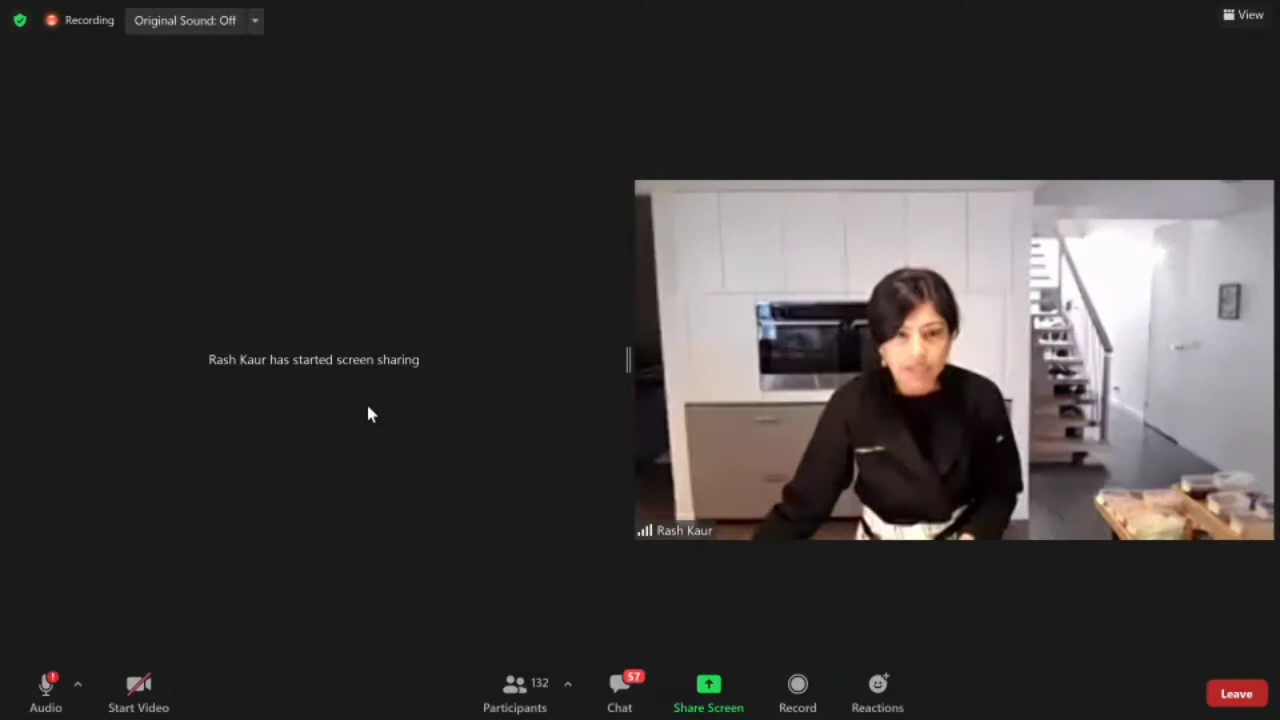 Recording
Original Sound: Off
View
Rash Kaur has started screen sharing
Rash Kaur
Audio
Start Video
132
Participants
57
Chat
Share Screen
Record
Reactions
Leave